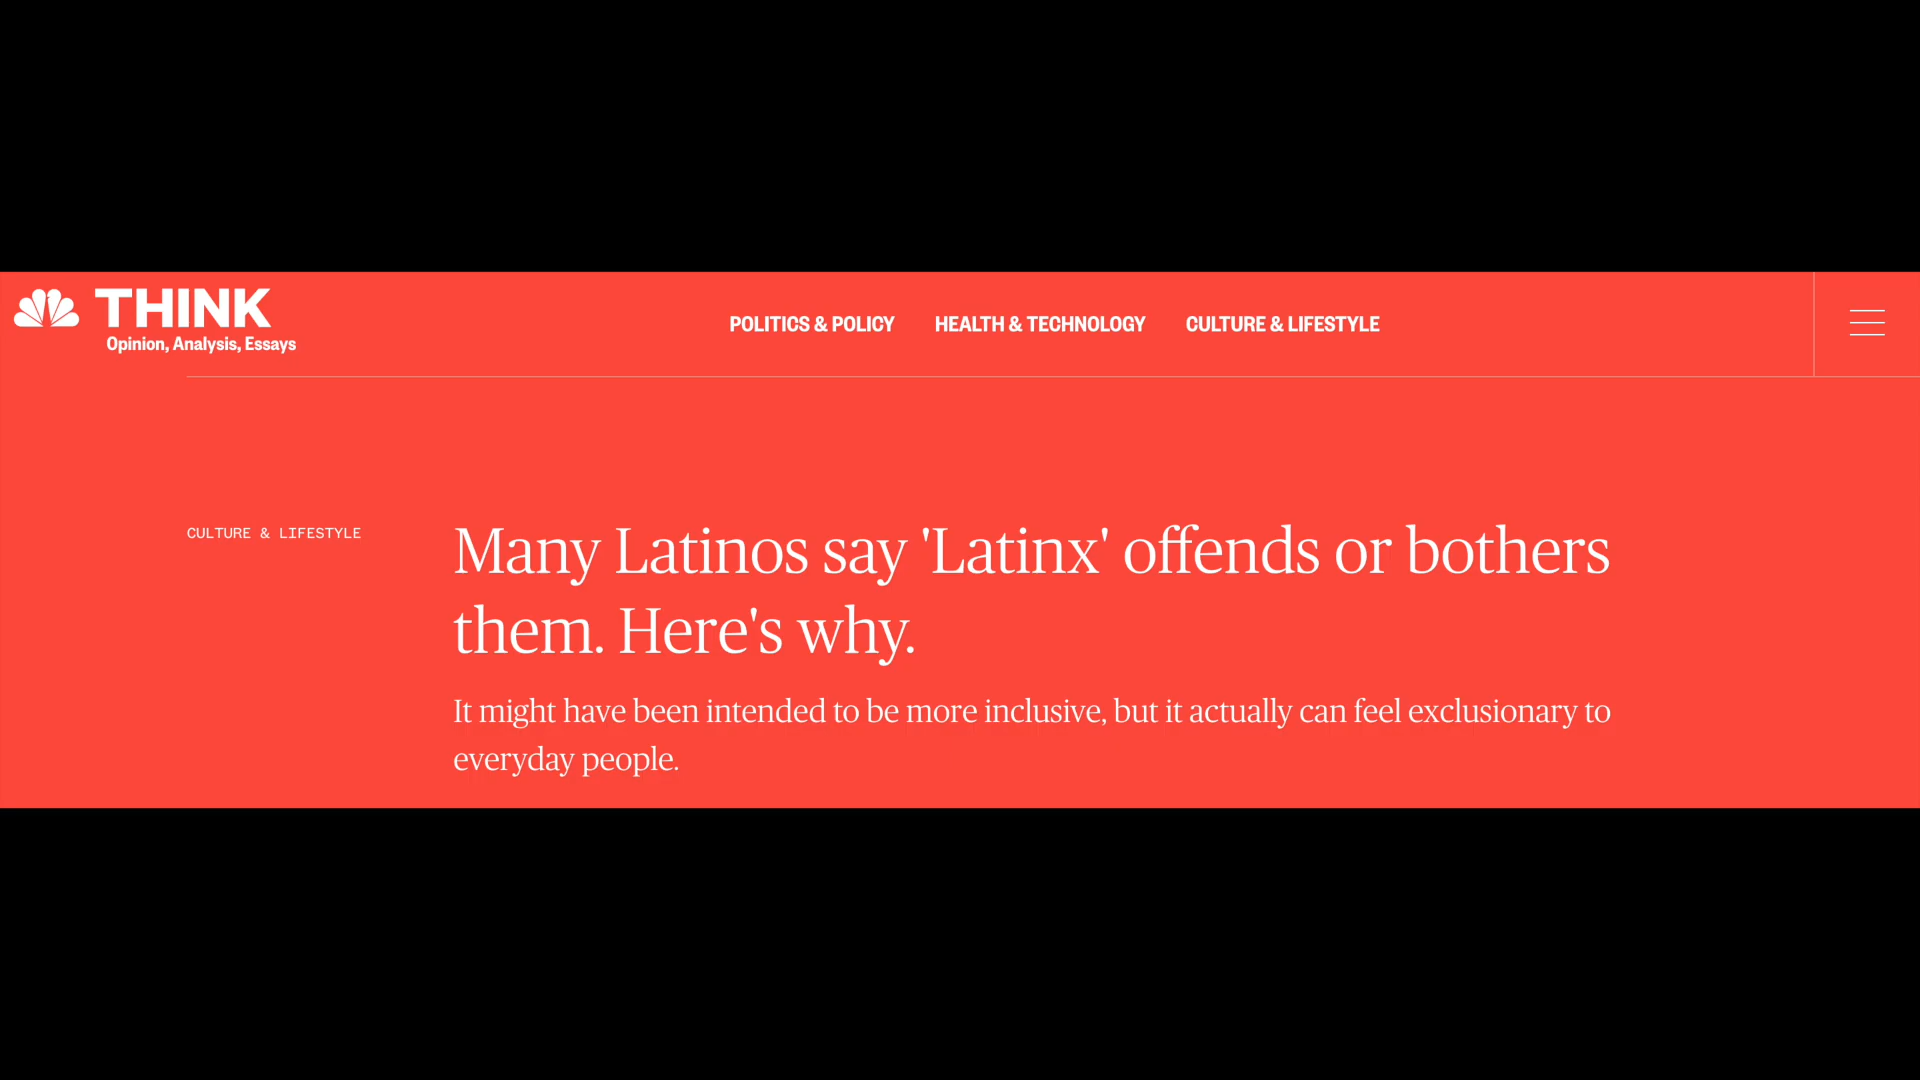 THINK
Opinion, Analysis, Essays
POLITICS & POLICY HEALTH & TECHNOLOGY CULTURE & LIFESTYLE
CULTURE & LIFESTYLE
Many Latinos say 'Latinx' offends or bothers
them. Here's why.
It might have been intended to be more inclusive, but it actually can feel exclusionary to
everyday people.